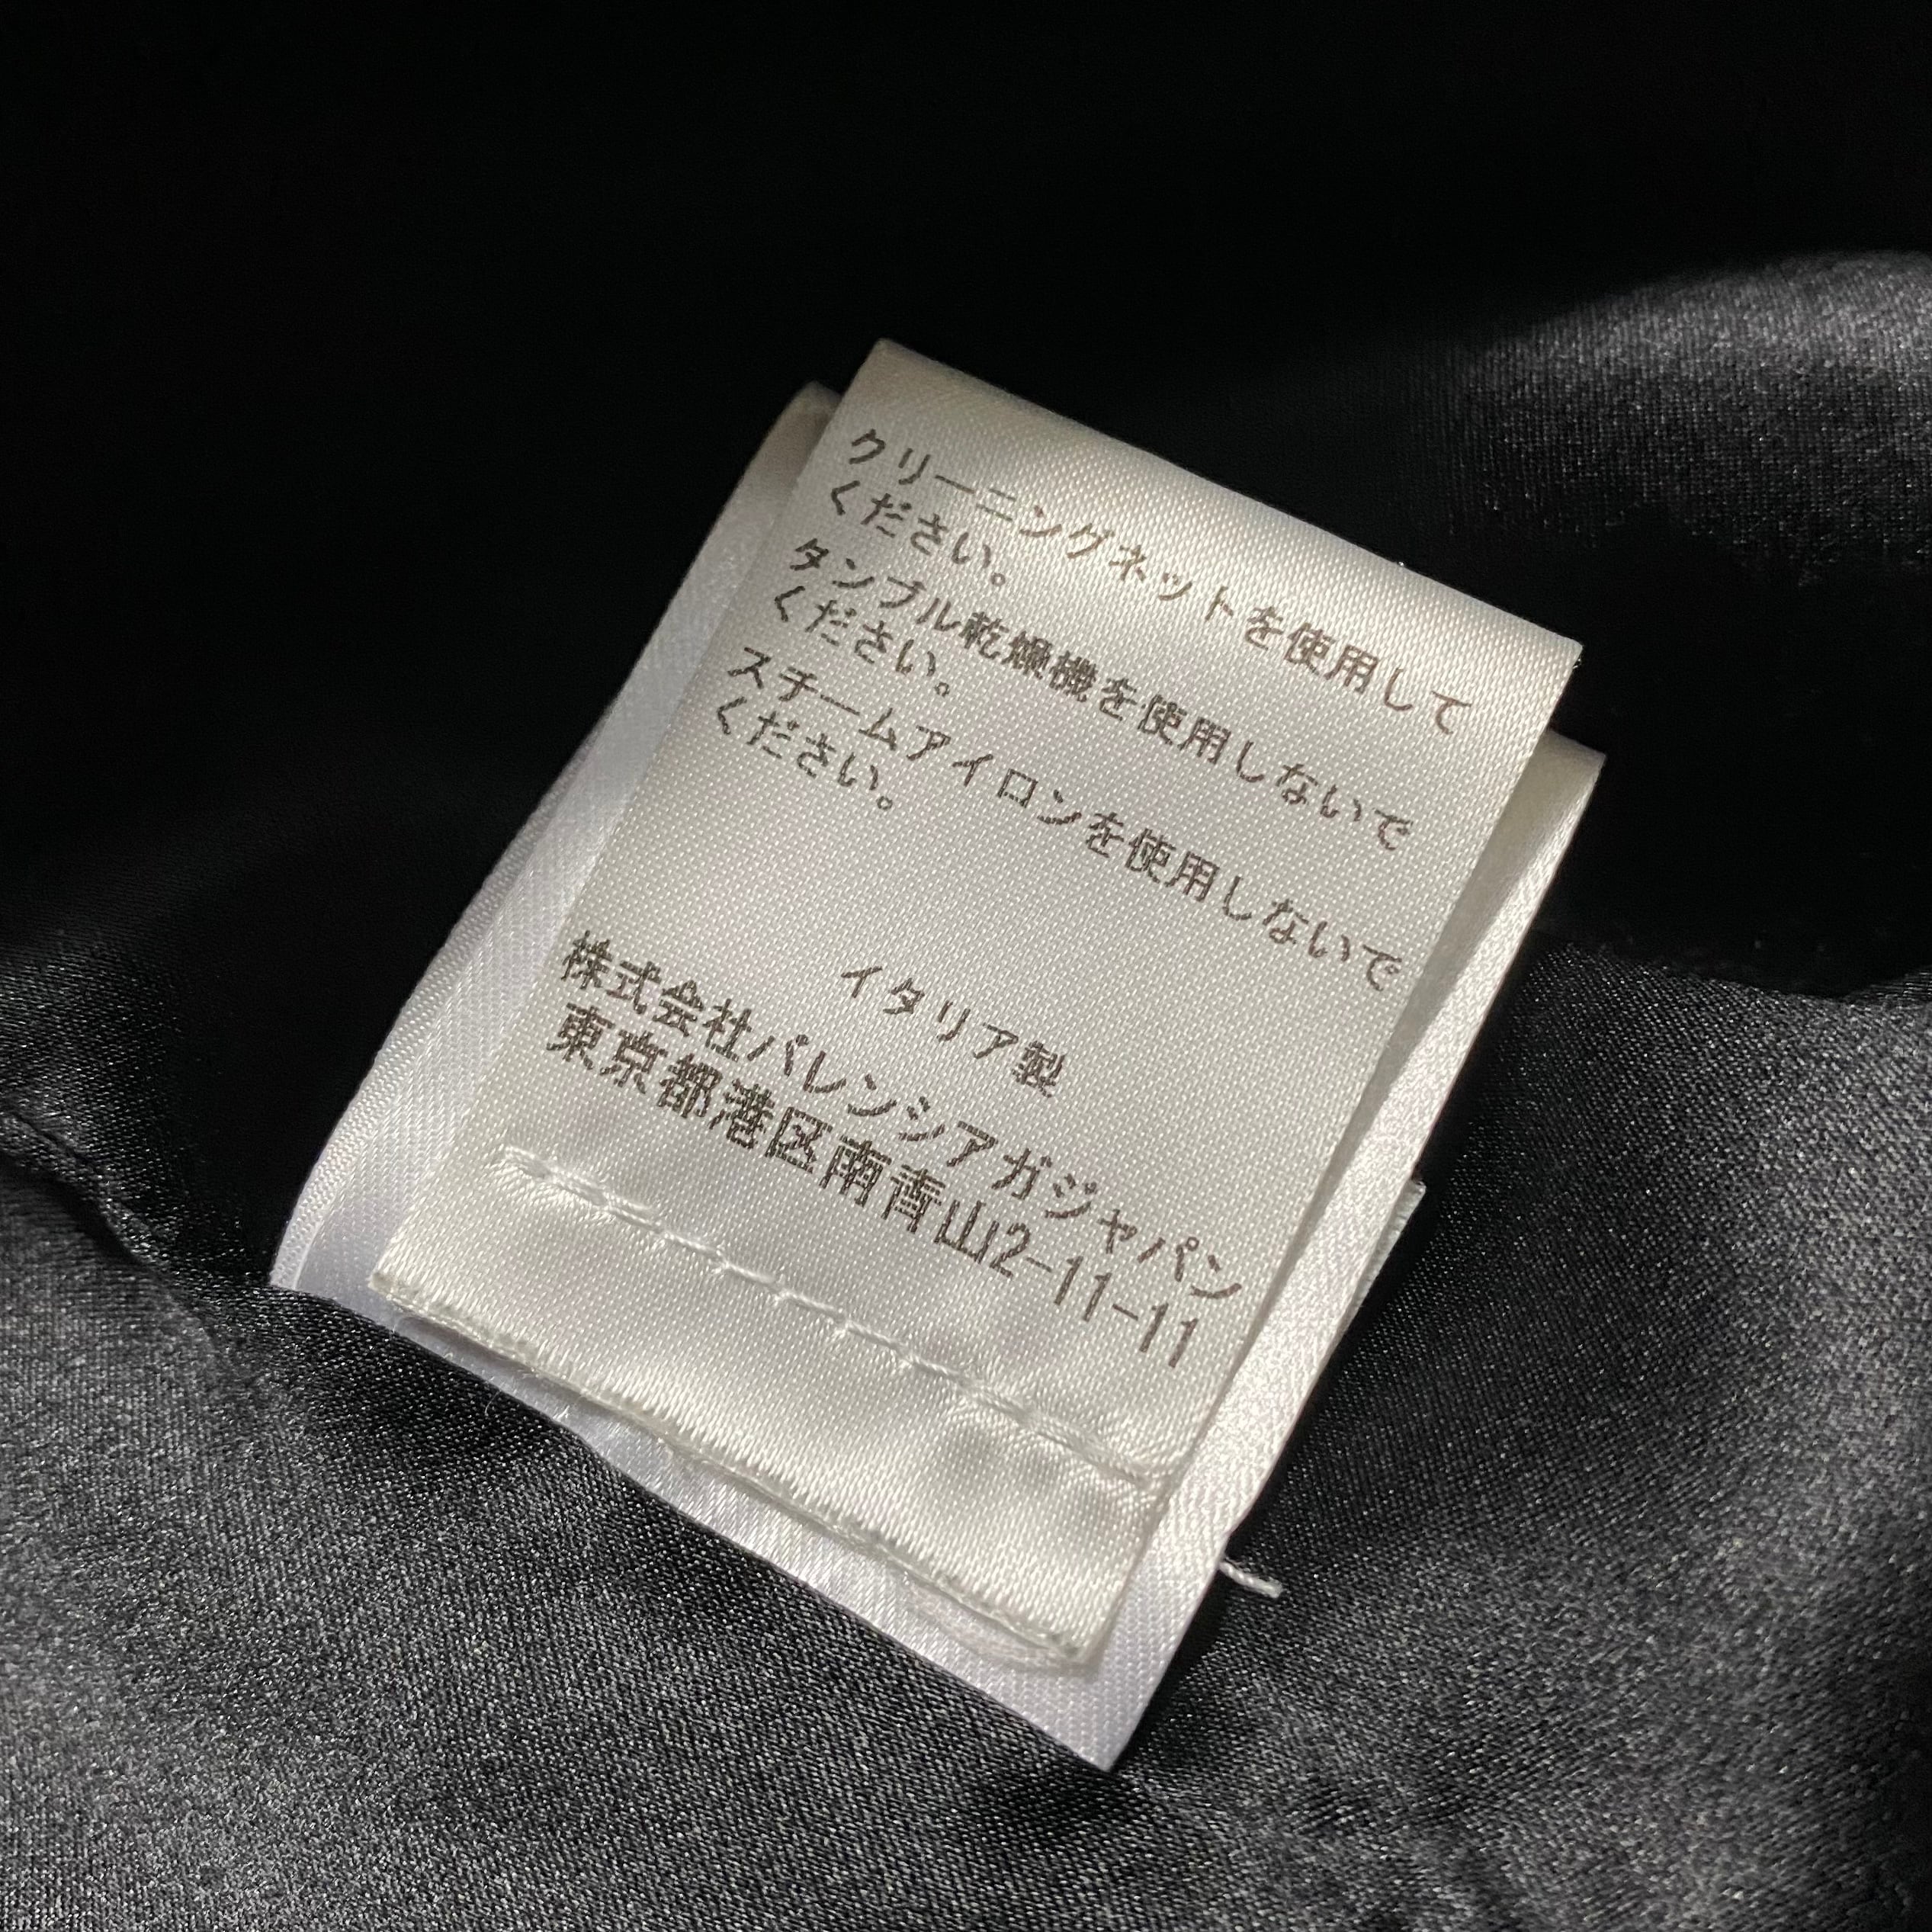 クリーニングネットを使用して
ください。
タンブル乾燥機を使用しないで
ください。
スチームアイロンを使用しないで
ください。
イタリア製
株式会社バレンシアガジャパン
東京都港区南青山2-11-11